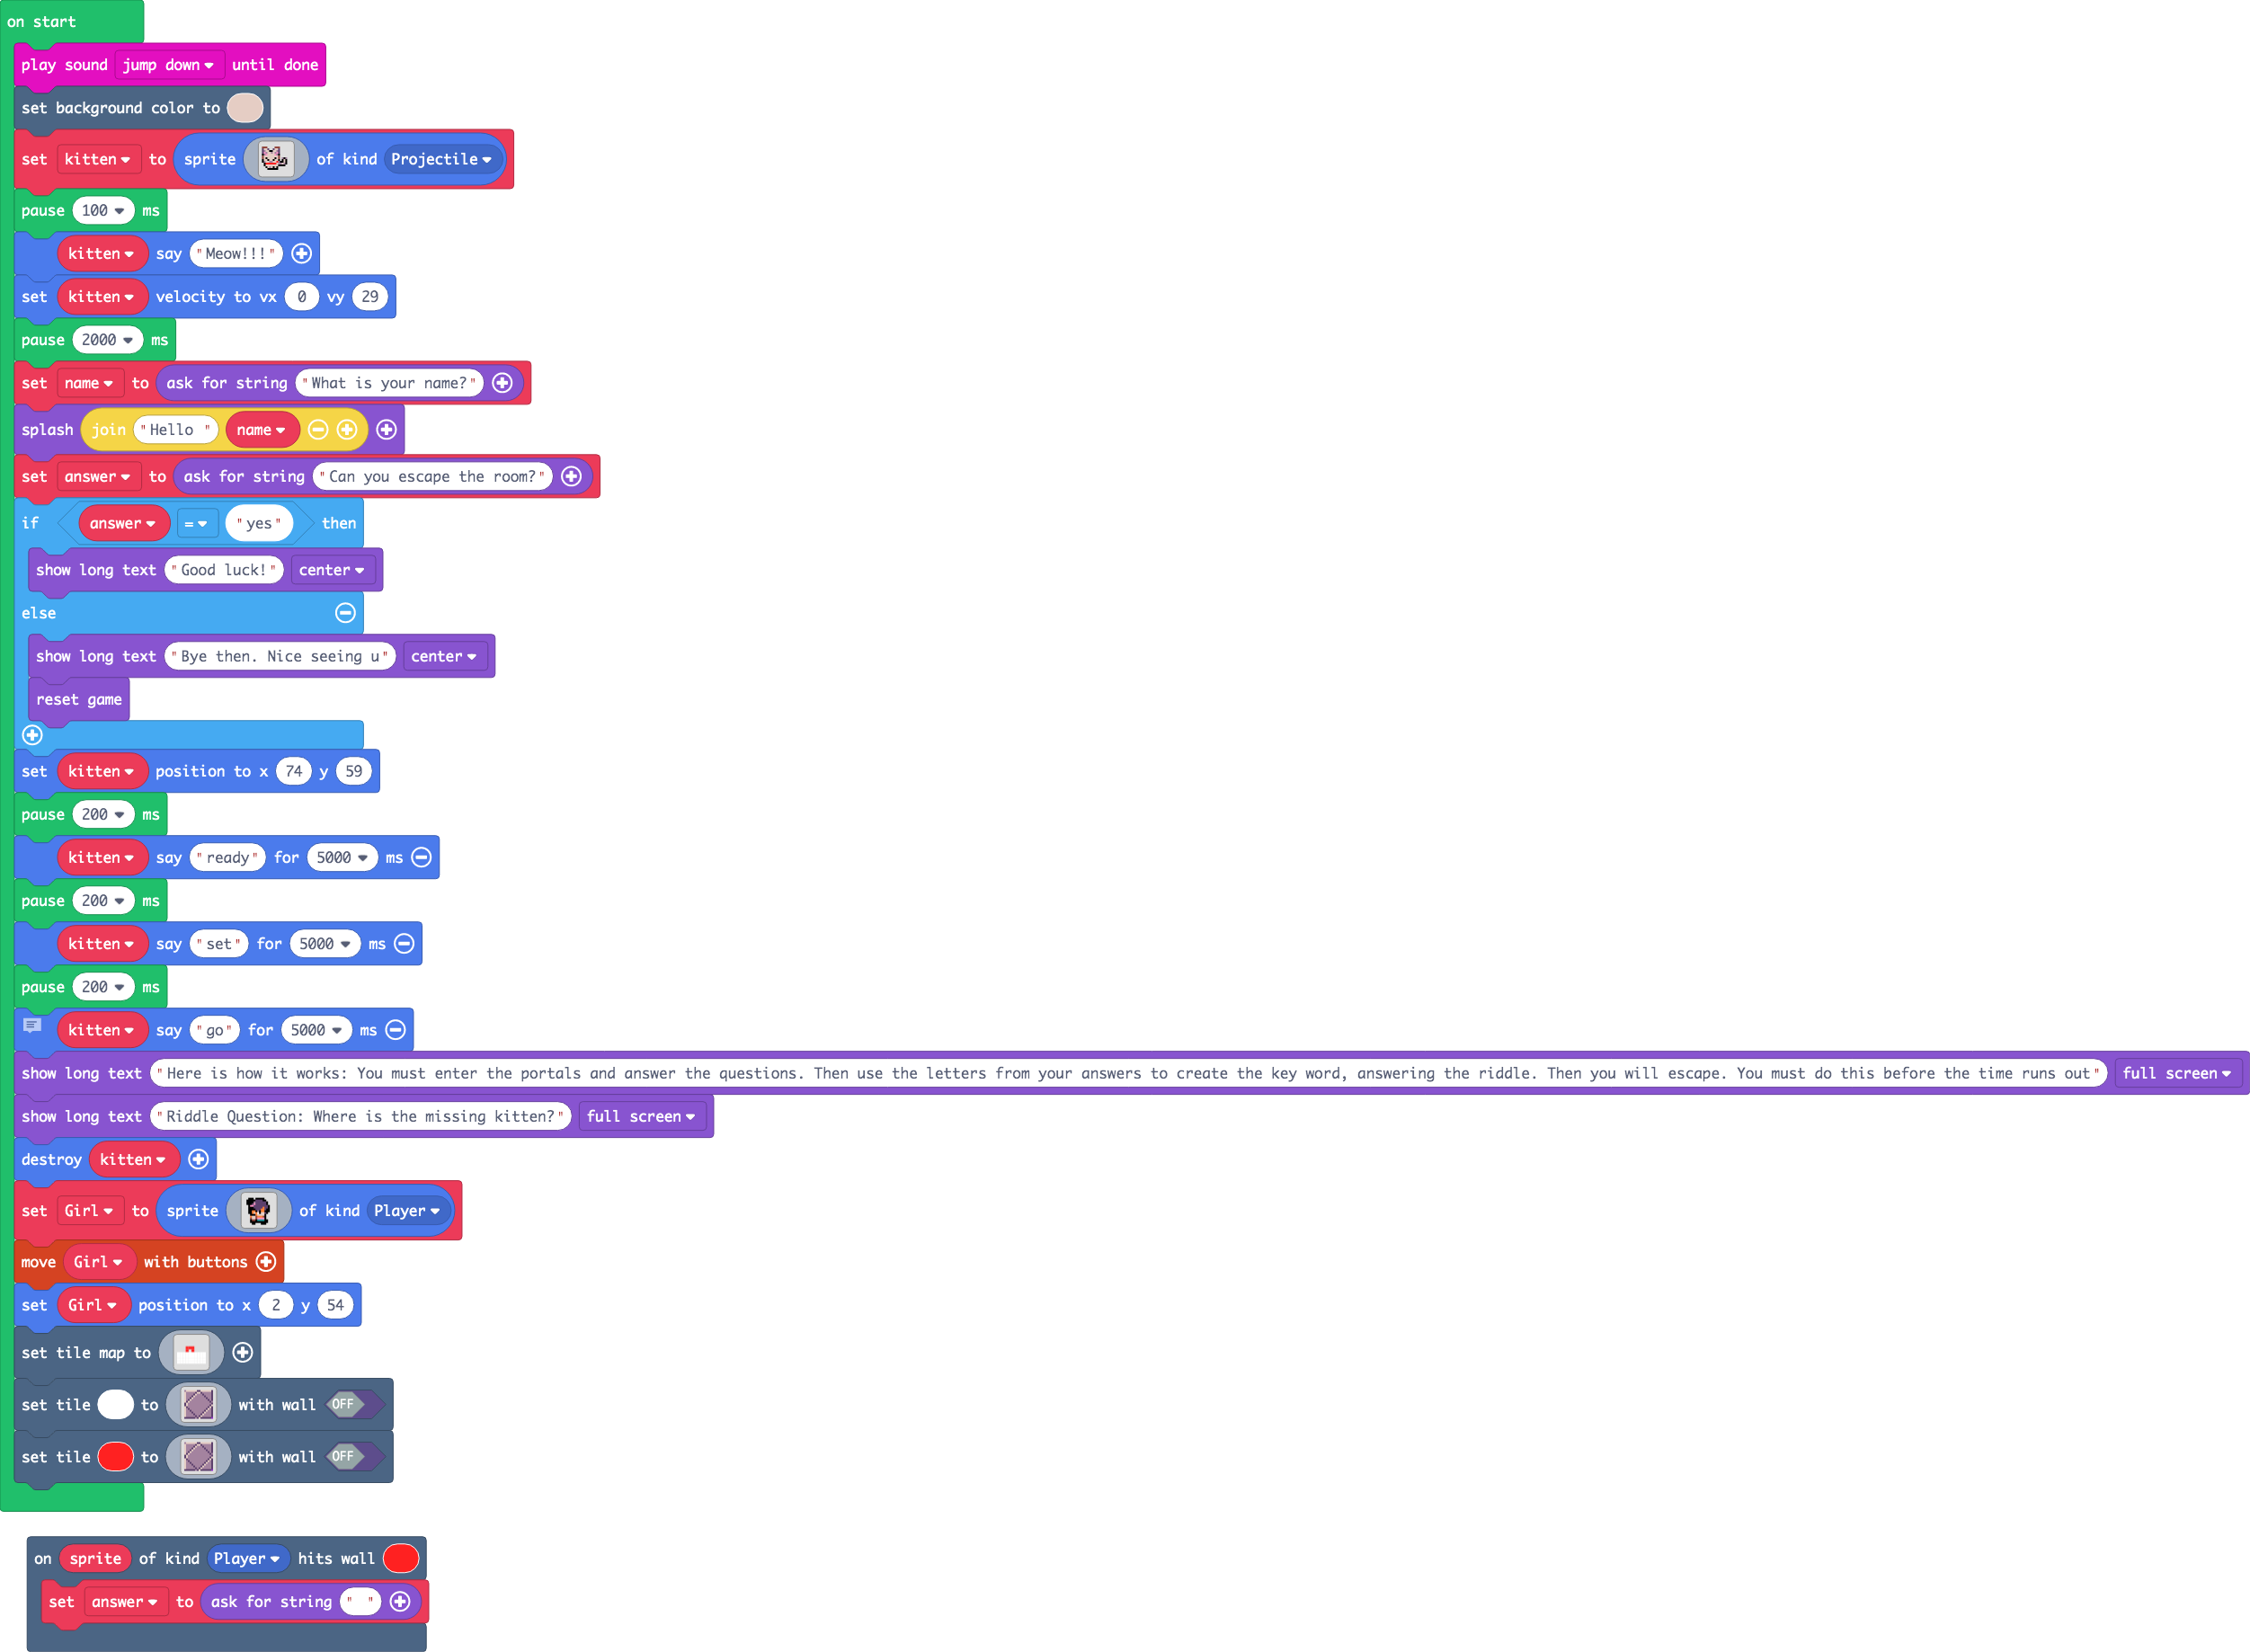 on start
play sound jump down until done
set background color to
set kitten to sprite of kind Projectile
pause 100 ms
kitten say "Meow!!!"
set kitten velocity to vx 0 vy 29
pause 2000 ms
set name to ask for string "What is your name?"
splash join "Hello " name
set answer to ask for string "Can you escape the room?"
if answer = "yes" then
show long text "Good luck!" center
else
show long text "Bye then. Nice seeing u" center
reset game
set kitten position to x 74 y 59
pause 200 ms
kitten say "ready" for 5000 ms
pause 200 ms
kitten say "set" for 5000 ms
pause 200 ms
kitten say "go" for 5000 ms
show long text "Here is how it works: You must enter the portals and answer the questions. Then use the letters from your answers to create the key word, answering the riddle. Then you will escape. You must do this before the time runs out" full screen
show long text "Riddle Question: Where is the missing kitten?" full screen
destroy kitten
set Girl to sprite of kind Player
move Girl with buttons
set Girl position to x 2 y 54
set tile map to
set tile to with wall OFF
set tile to with wall OFF
on sprite of kind Player hits wall
set answer to ask for string " "